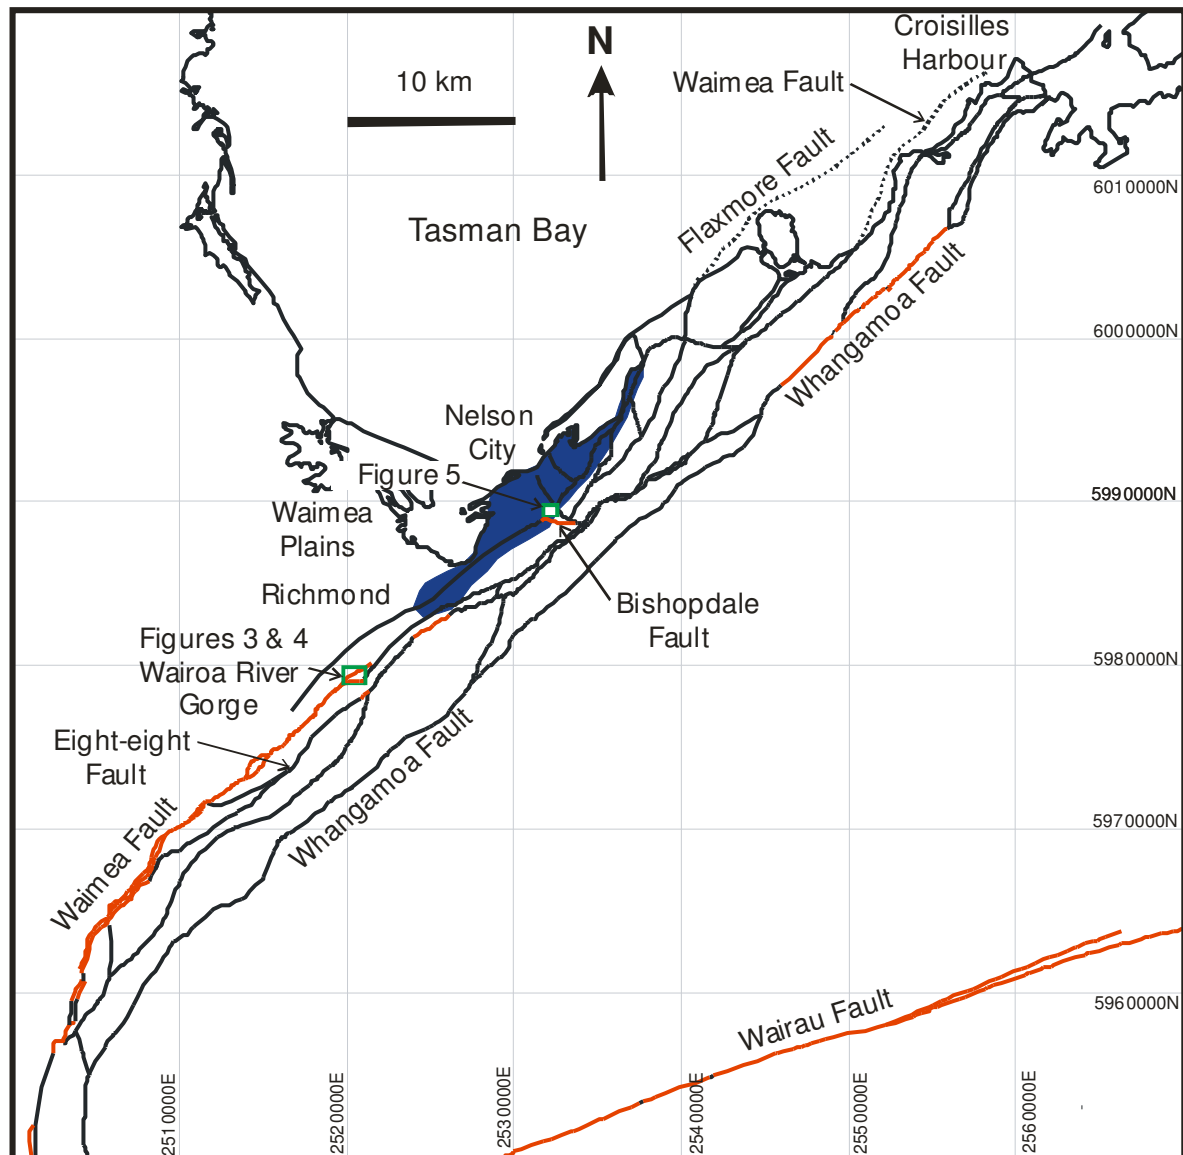 Croisilles
Harbour
N
10 km
Waimea Fault
Flaxmore Fault
6010000N
Tasman Bay
Whangamoa Fault
6000000N
Nelson
City
Figure 5
5990000N
Waimea
Plains
Richmond
Bishopdale
Fault
Figures 3 & 4
Wairoa River
Gorge
5980000N
Eight-eight
Fault
Whangamoa Fault
5970000N
Waimea Fault
5960000N
Wairau Fault
2510000E
2520000E
2530000E
2540000E
2550000E
2560000E